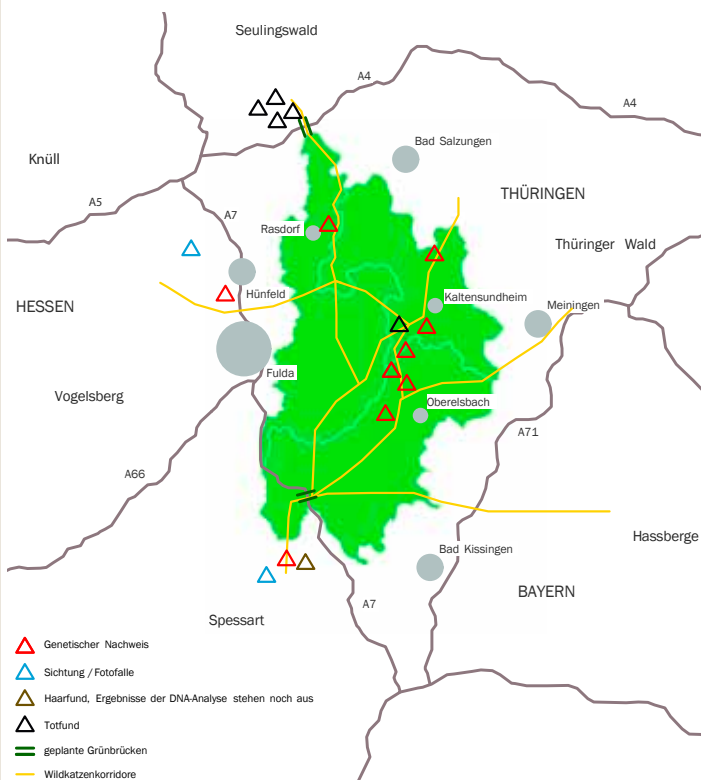 Seulingswald
A4
A4
Bad Salzungen
Knüll
THÜRINGEN
A5
A7
Rasdorf
Thüringer Wald
HESSEN
Hünfeld
Kaltensundheim
Meiningen
Fulda
Vogelsberg
Oberelsbach
A71
A66
Hassberge
Bad Kissingen
BAYERN
A7
Spessart
Genetischer Nachweis
Sichtung / Fotofalle
Haarfund, Ergebnisse der DNA-Analyse stehen noch aus
Totfund
geplante Grünbrücken
Wildkatzenkorridore